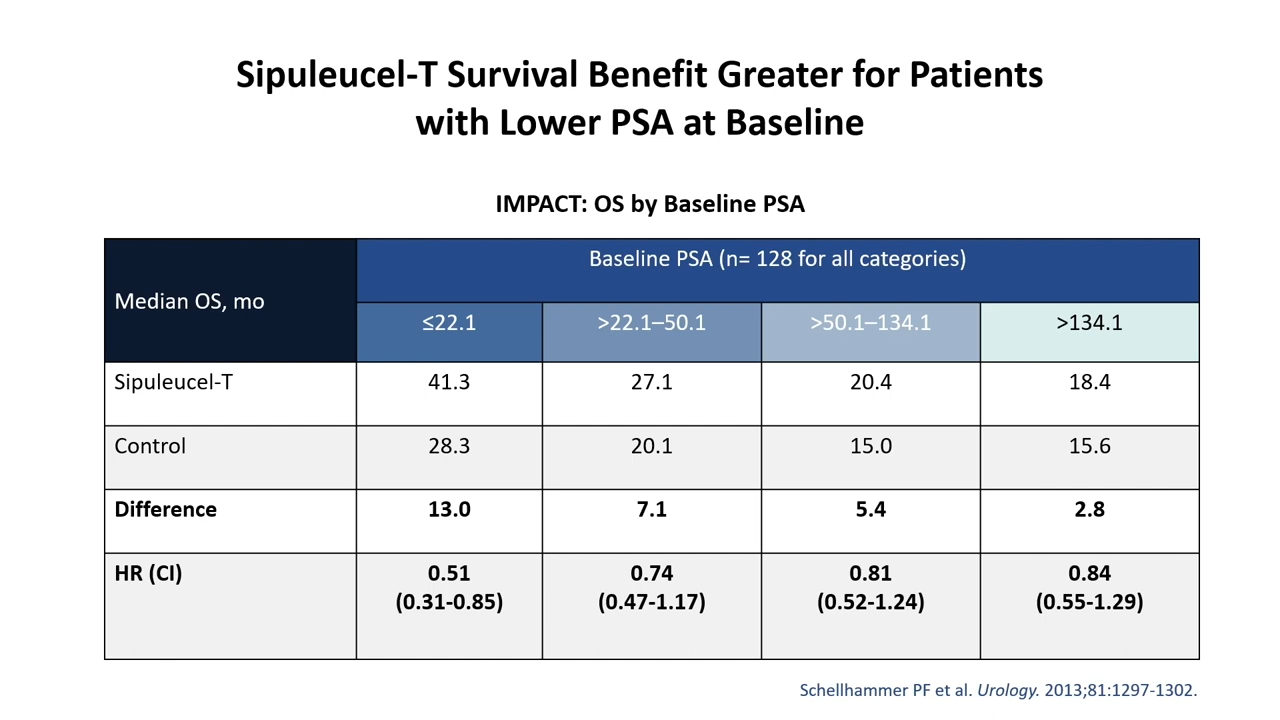 Sipuleucel-T Survival Benefit Greater for Patients
with Lower PSA at Baseline
IMPACT: OS by Baseline PSA
Median OS, mo
Baseline PSA (n= 128 for all categories)
≤22.1 >22.1–50.1 >50.1–134.1 >134.1
Sipuleucel-T 41.3 27.1 20.4 18.4
Control 28.3 20.1 15.0 15.6
Difference 13.0 7.1 5.4 2.8
HR (CI) 0.51 0.74 0.81 0.84
(0.31-0.85) (0.47-1.17) (0.52-1.24) (0.55-1.29)
Schellhammer PF et al. Urology. 2013;81:1297-1302.